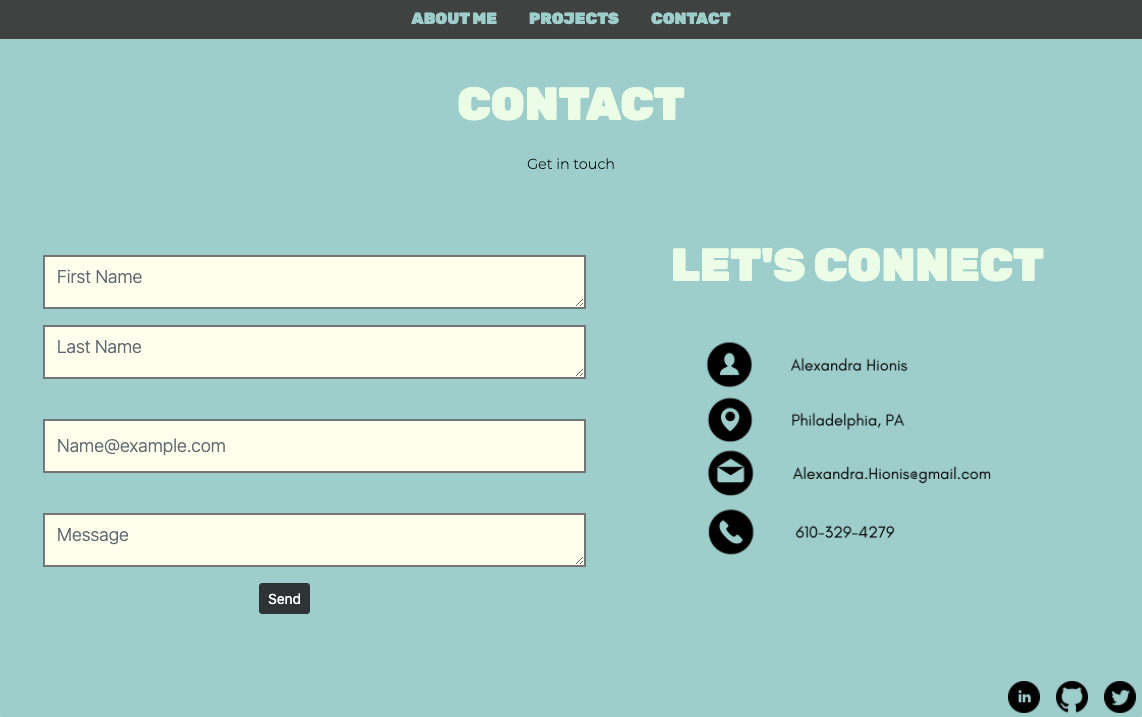 ABOUT ME PROJECTS CONTACT
CONTACT
Get in touch
First Name
Last Name
Name@example.com
Message
Send
LET'S CONNECT
Alexandra Hionis
Philadelphia, PA
Alexandra.Hionis@gmail.com
610-329-4279
in